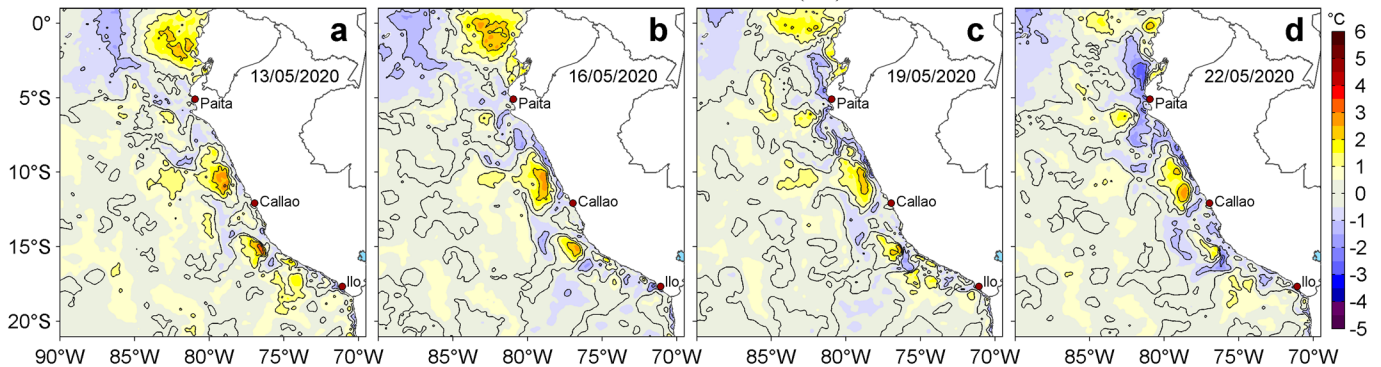 a
b
c
d
°C
0°
5°S
10°S
15°S
20°S
13/05/2020
16/05/2020
19/05/2020
22/05/2020
Paita
Paita
Paita
Paita
Callao
Callao
Callao
Callao
Ilo
Ilo
Ilo
Ilo
6
5
4
3
2
1
0
-1
-2
-3
-4
-5
90°W 85°W 80°W 75°W 70°W
85°W 80°W 75°W 70°W
85°W 80°W 75°W 70°W
85°W 80°W 75°W 70°W